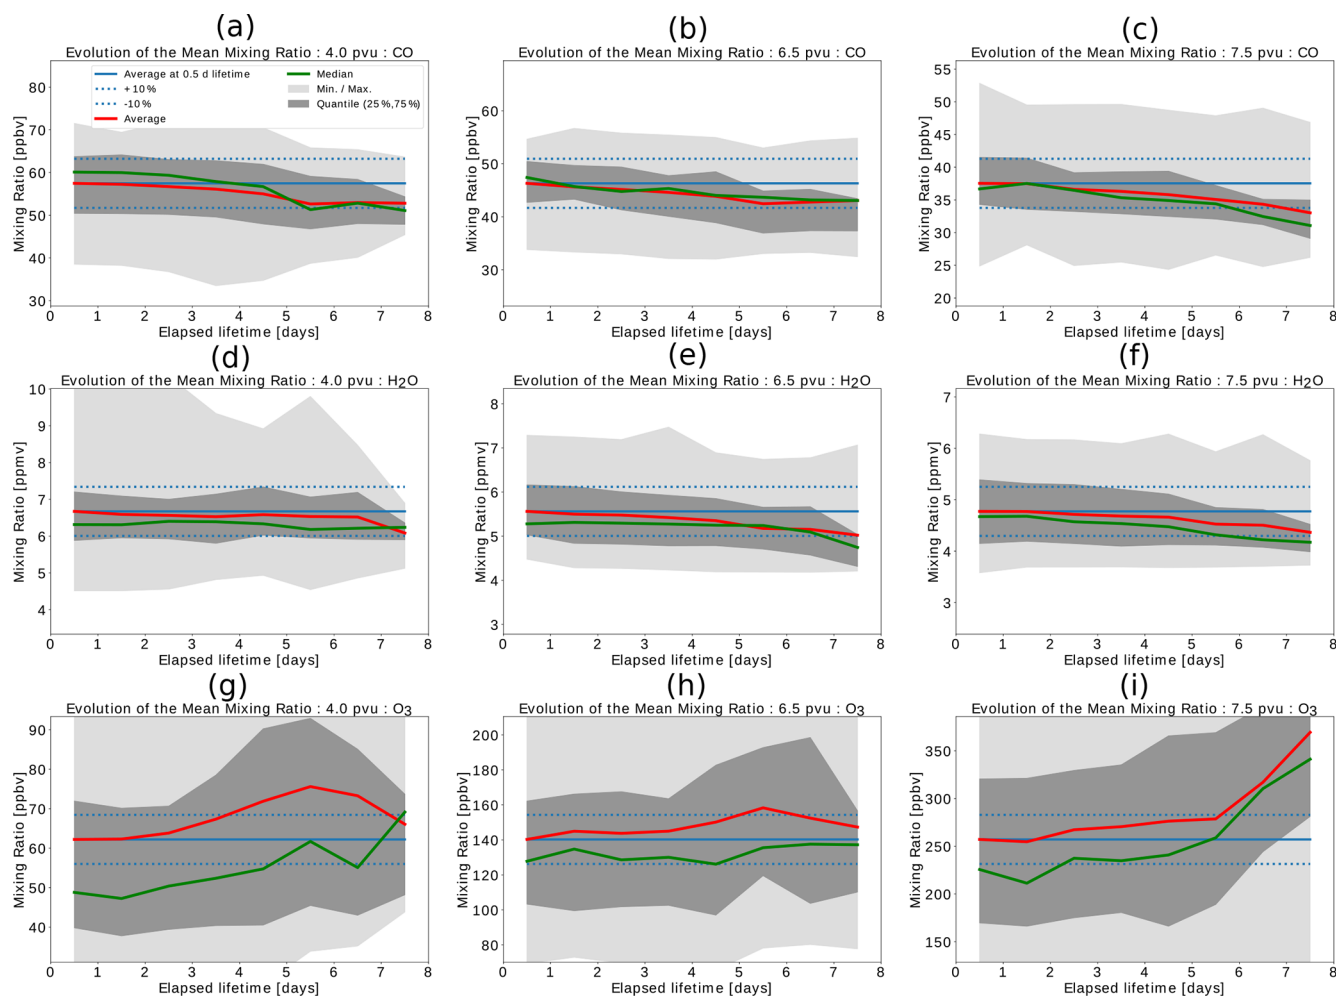 (a) (b) (c)
Evolution of the Mean Mixing Ratio : 4.0 pvu : CO
Average at 0.5 d lifetime
+10%
-10%
Average
Median
Min. / Max.
Quantile (25%,75%)
Mixing Ratio [ppbv]
80
70
60
50
40
30
0 1 2 3 4 5 6 7 8
Elapsed lifetime [days]
Evolution of the Mean Mixing Ratio : 6.5 pvu : CO
Mixing Ratio [ppbv]
60
50
40
30
0 1 2 3 4 5 6 7 8
Elapsed lifetime [days]
Evolution of the Mean Mixing Ratio : 7.5 pvu : CO
Mixing Ratio [ppbv]
55
50
45
40
35
30
25
20
0 1 2 3 4 5 6 7 8
Elapsed lifetime [days]
(d) (e) (f)
Evolution of the Mean Mixing Ratio : 4.0 pvu : H2O
Mixing Ratio [ppmv]
10
9
8
7
6
5
4
0 1 2 3 4 5 6 7 8
Elapsed lifetime [days]
Evolution of the Mean Mixing Ratio : 6.5 pvu : H2O
Mixing Ratio [ppmv]
8
7
6
5
4
3
0 1 2 3 4 5 6 7 8
Elapsed lifetime [days]
Evolution of the Mean Mixing Ratio : 7.5 pvu : H2O
Mixing Ratio [ppmv]
7
6
5
4
3
0 1 2 3 4 5 6 7 8
Elapsed lifetime [days]
(g) (h) (i)
Evolution of the Mean Mixing Ratio : 4.0 pvu : O3
Mixing Ratio [ppbv]
90
80
70
60
50
40
0 1 2 3 4 5 6 7 8
Elapsed lifetime [days]
Evolution of the Mean Mixing Ratio : 6.5 pvu : O3
Mixing Ratio [ppbv]
200
180
160
140
120
100
80
0 1 2 3 4 5 6 7 8
Elapsed lifetime [days]
Evolution of the Mean Mixing Ratio : 7.5 pvu : O3
Mixing Ratio [ppbv]
350
300
250
200
150
0 1 2 3 4 5 6 7 8
Elapsed lifetime [days]